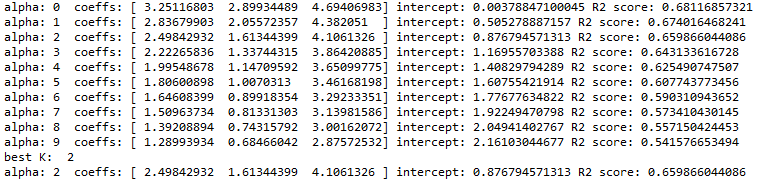 alpha: 0  coeffs: [ 3.25116803  2.89934489  4.69406983] intercept: 0.00378847100045 R2 score: 0.68116857321
alpha: 1  coeffs: [ 2.83679903  2.05572357  4.382051  ] intercept: 0.505278887157 R2 score: 0.674016468241
alpha: 2  coeffs: [ 2.49842932  1.61344399  4.1061326 ] intercept: 0.876794571313 R2 score: 0.659866044086
alpha: 3  coeffs: [ 2.22265836  1.33744315  3.86420885] intercept: 1.16955703388 R2 score: 0.643133616728
alpha: 4  coeffs: [ 1.99548678  1.14709592  3.65099775] intercept: 1.40829794289 R2 score: 0.625490747507
alpha: 5  coeffs: [ 1.80600898  1.0070313   3.46168198] intercept: 1.60755421914 R2 score: 0.607743773456
alpha: 6  coeffs: [ 1.64608399  0.89918354  3.29233351] intercept: 1.77677634822 R2 score: 0.590310943652
alpha: 7  coeffs: [ 1.50963734  0.81331303  3.13981586] intercept: 1.92249470798 R2 score: 0.573410430145
alpha: 8  coeffs: [ 1.39208894  0.74315792  3.00162072] intercept: 2.04941402767 R2 score: 0.557150424453
alpha: 9  coeffs: [ 1.28993934  0.68466042  2.87572532] intercept: 2.16103044677 R2 score: 0.541576653494
best K:  2
alpha: 2  coeffs: [ 2.49842932  1.61344399  4.1061326 ] intercept: 0.876794571313 R2 score: 0.659866044086